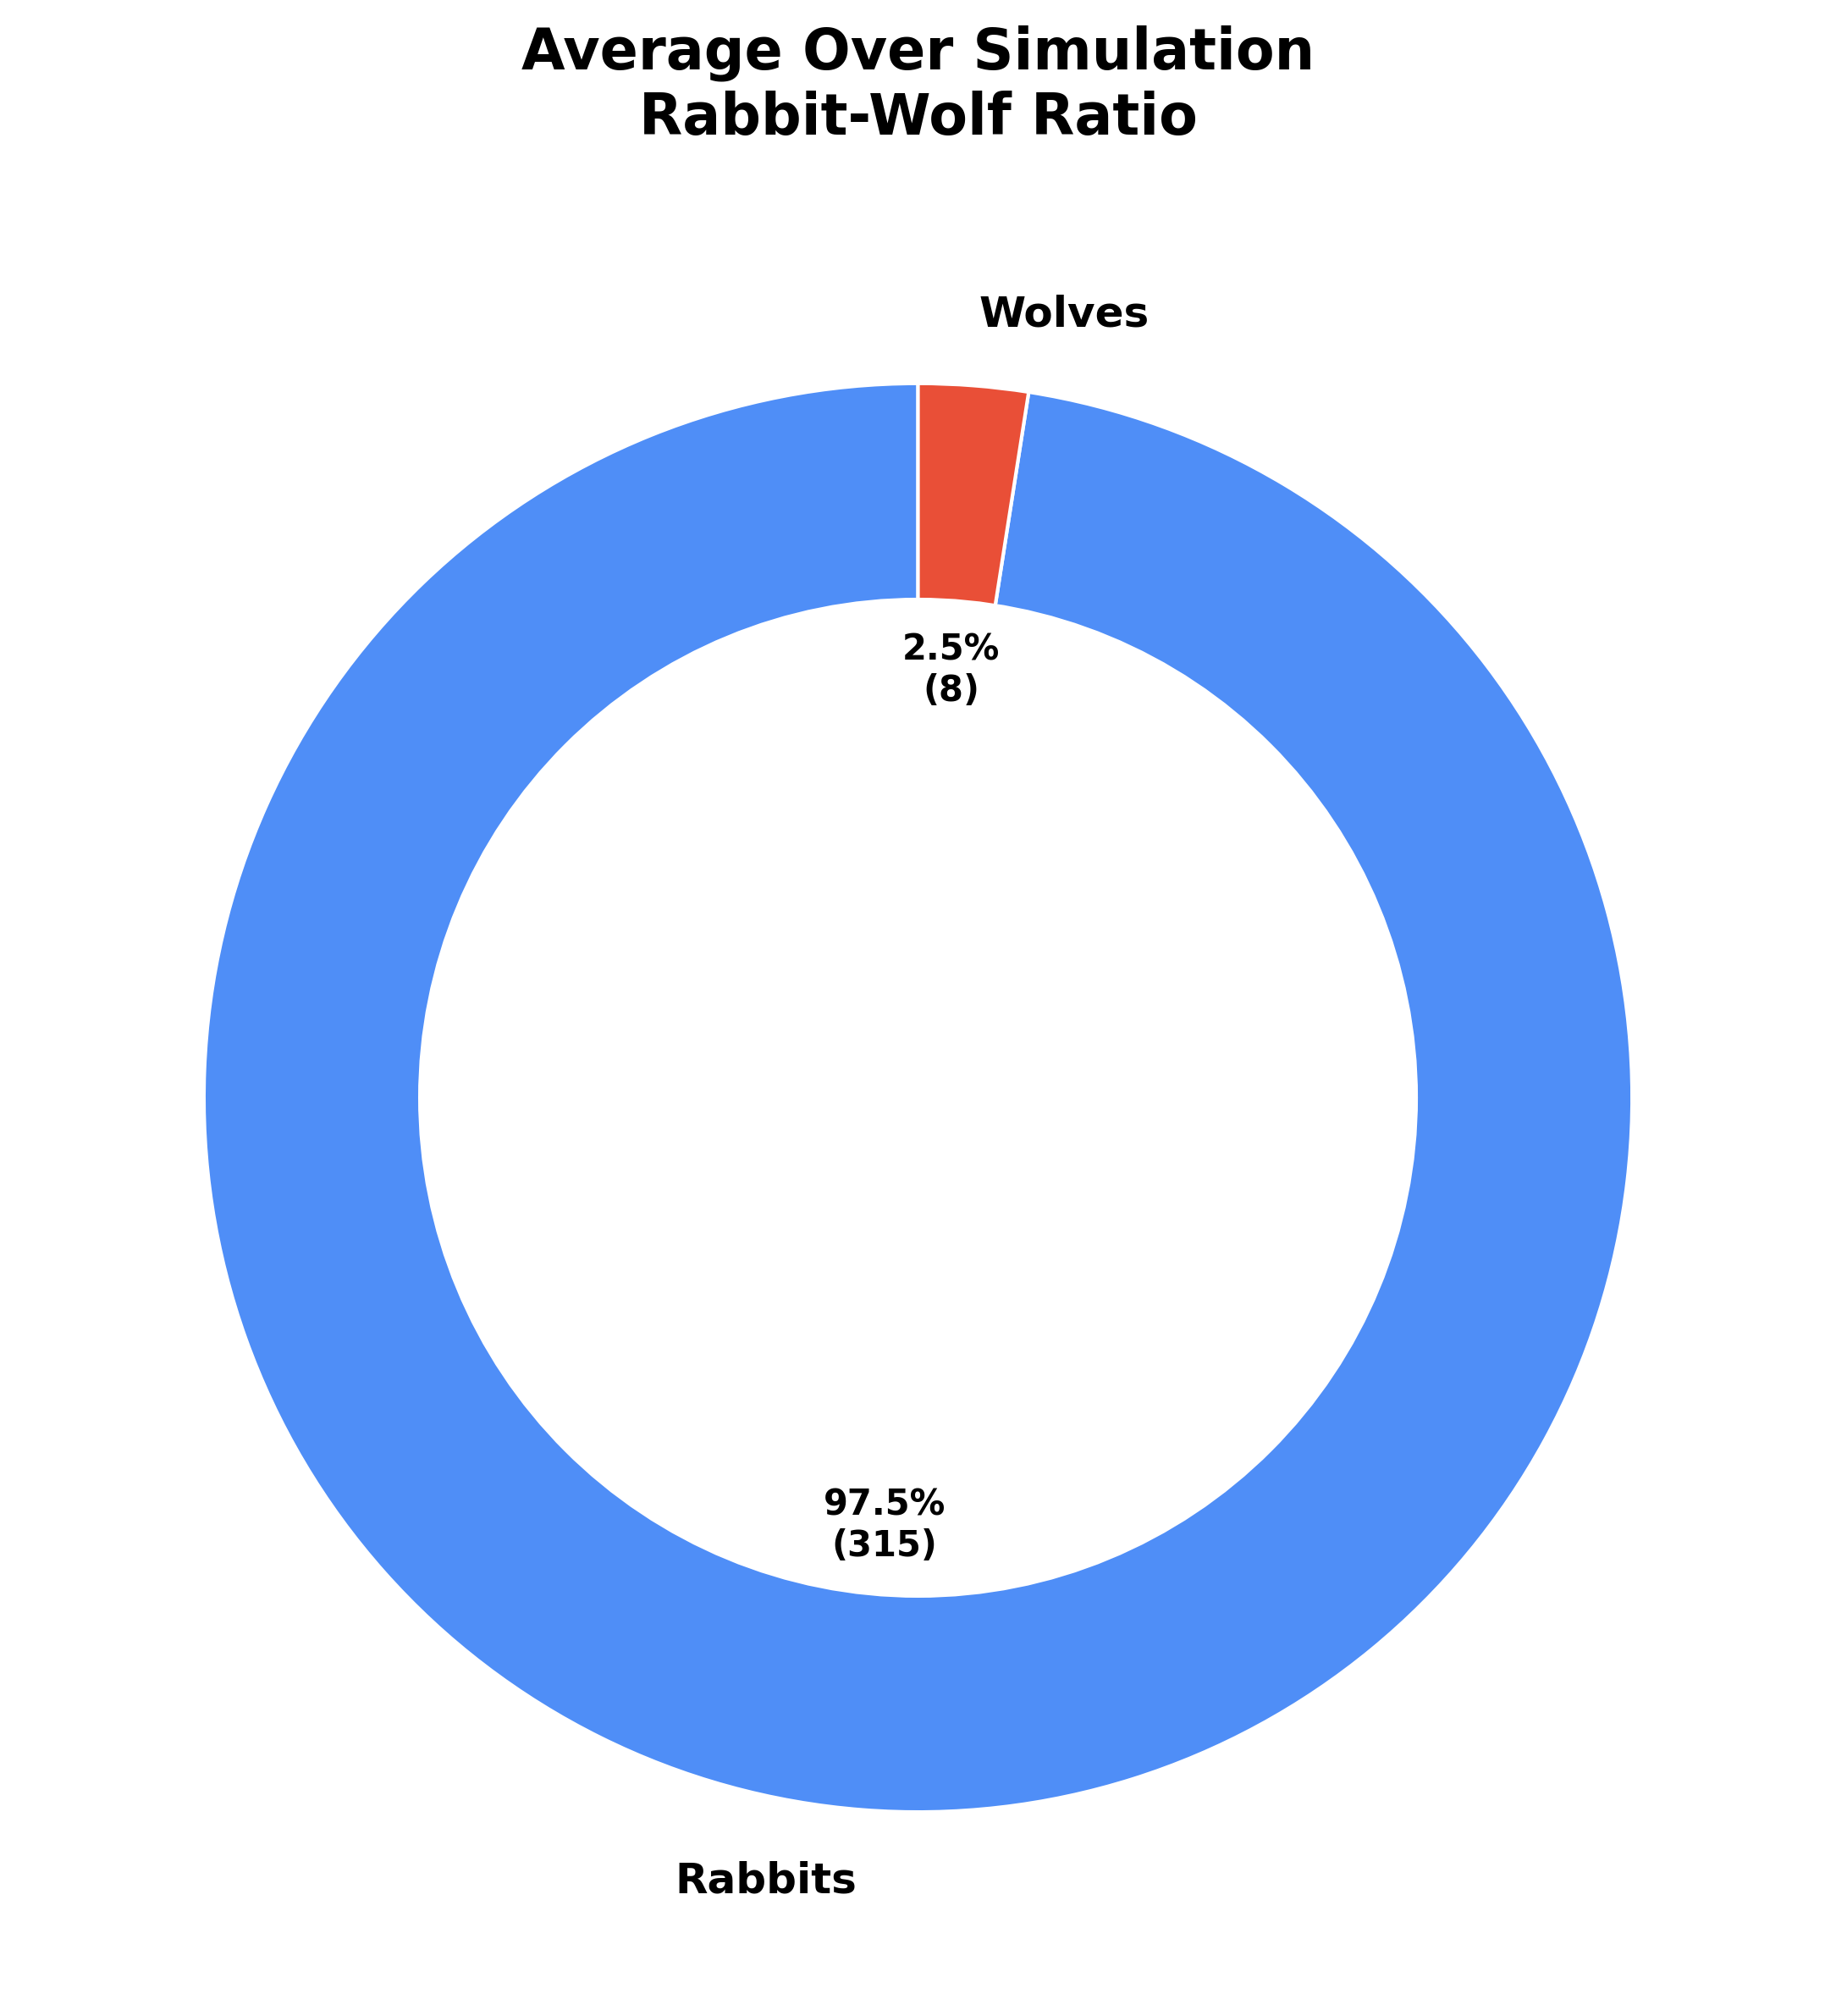 Average Over Simulation
Rabbit-Wolf Ratio
Wolves
2.5%
(8)
97.5%
(315)
Rabbits